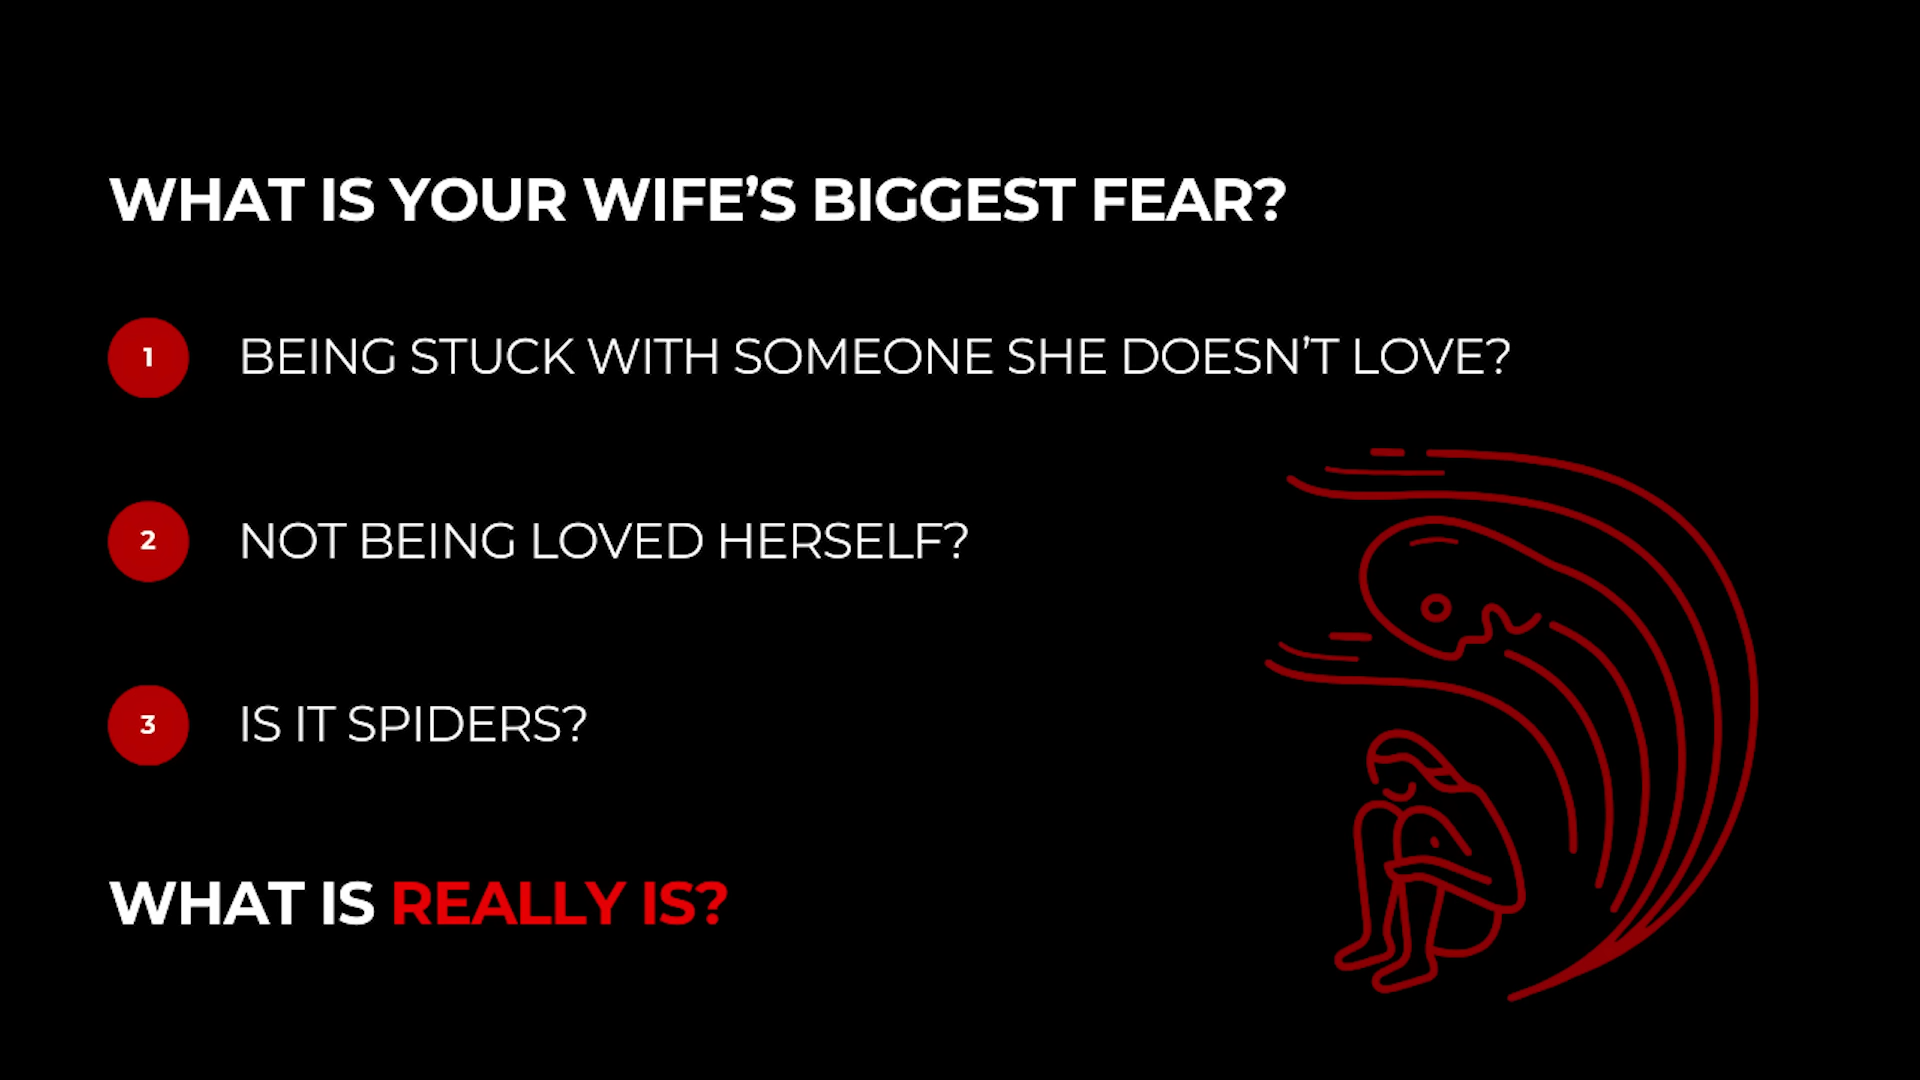 WHAT IS YOUR WIFE’S BIGGEST FEAR?
1 BEING STUCK WITH SOMEONE SHE DOESN’T LOVE?
2 NOT BEING LOVED HERSELF?
3 IS IT SPIDERS?
WHAT IS REALLY IS?